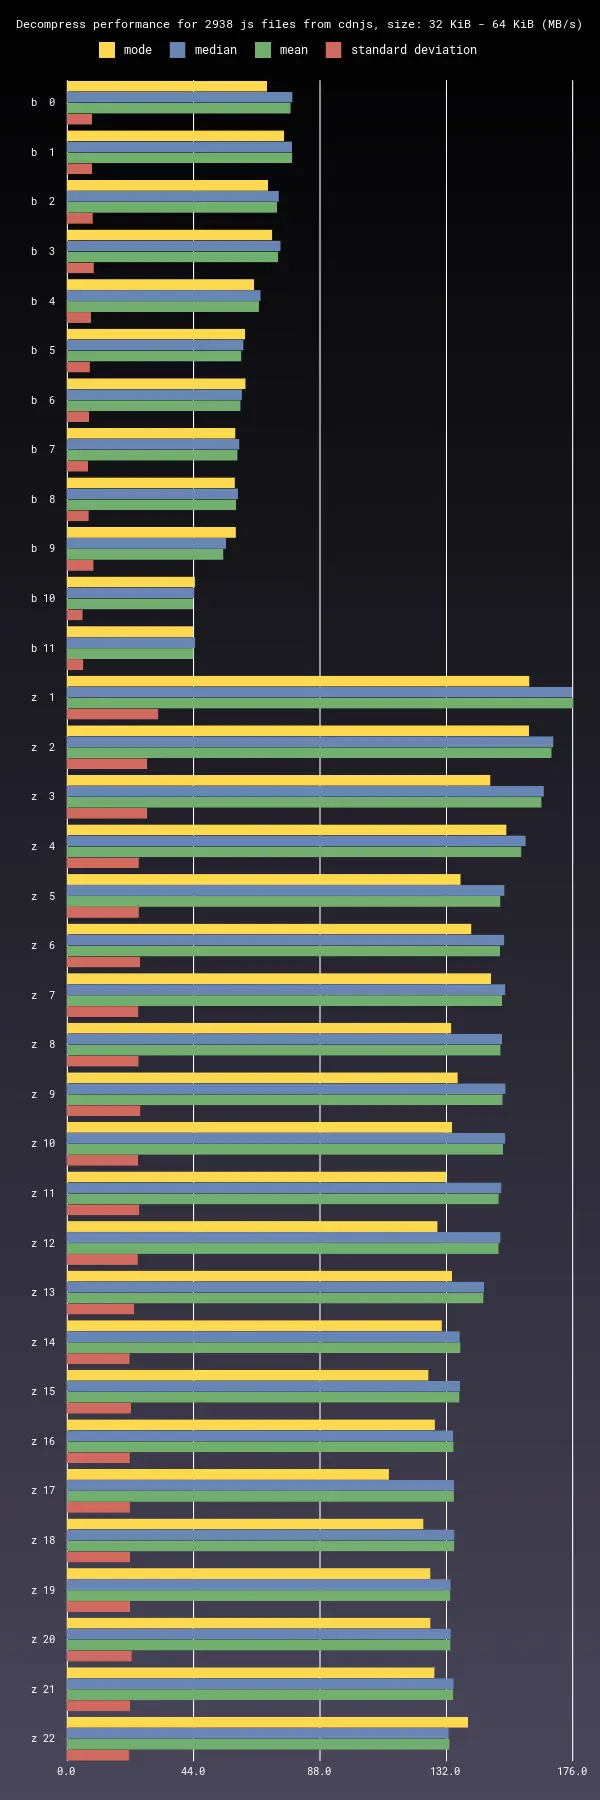 Decompress performance for 2938 js files from cdnjs, size: 32 KiB - 64 KiB (MB/s)
mode median mean standard deviation
b 0
b 1
b 2
b 3
b 4
b 5
b 6
b 7
b 8
b 9
b 10
b 11
z 1
z 2
z 3
z 4
z 5
z 6
z 7
z 8
z 9
z 10
z 11
z 12
z 13
z 14
z 15
z 16
z 17
z 18
z 19
z 20
z 21
z 22
0.0 44.0 88.0 132.0 176.0